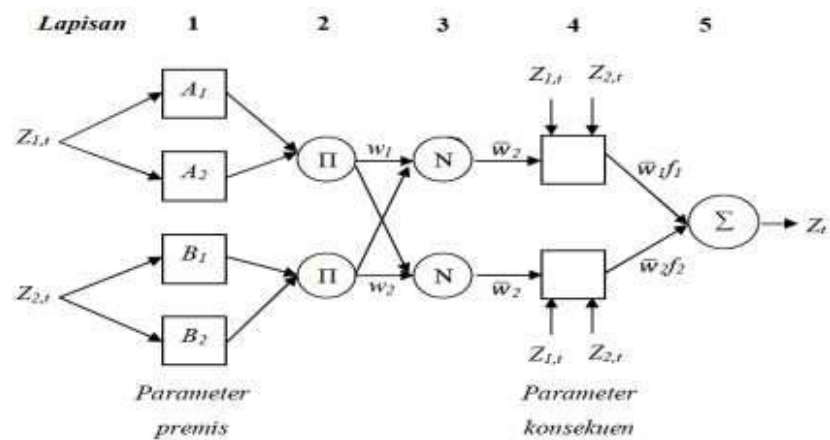 Lapisan 1 2 3 4 5
Z1,t Z2,t
A1
Z1,t
A2
Π w1 N w̅2
w̅1f1
Σ Zt
B1
Z2,t
B2
Π w2 N w̅2
w̅2f2
Z1,t Z2,t
Parameter
premis
Parameter
konsekuen